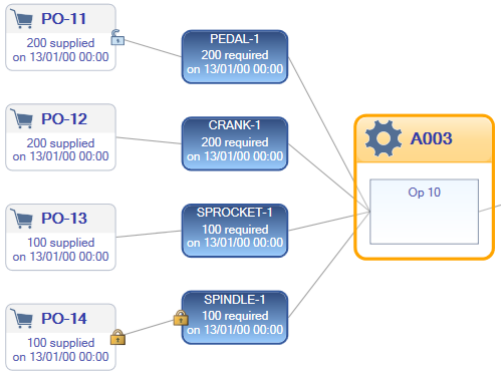 PO-11
200 supplied
on 13/01/00 00:00
PEDAL-1
200 required
on 13/01/00 00:00
PO-12
200 supplied
on 13/01/00 00:00
CRANK-1
200 required
on 13/01/00 00:00
A003
Op 10
PO-13
100 supplied
on 13/01/00 00:00
SPROCKET-1
100 required
on 13/01/00 00:00
PO-14
100 supplied
on 13/01/00 00:00
SPINDLE-1
100 required
on 13/01/00 00:00